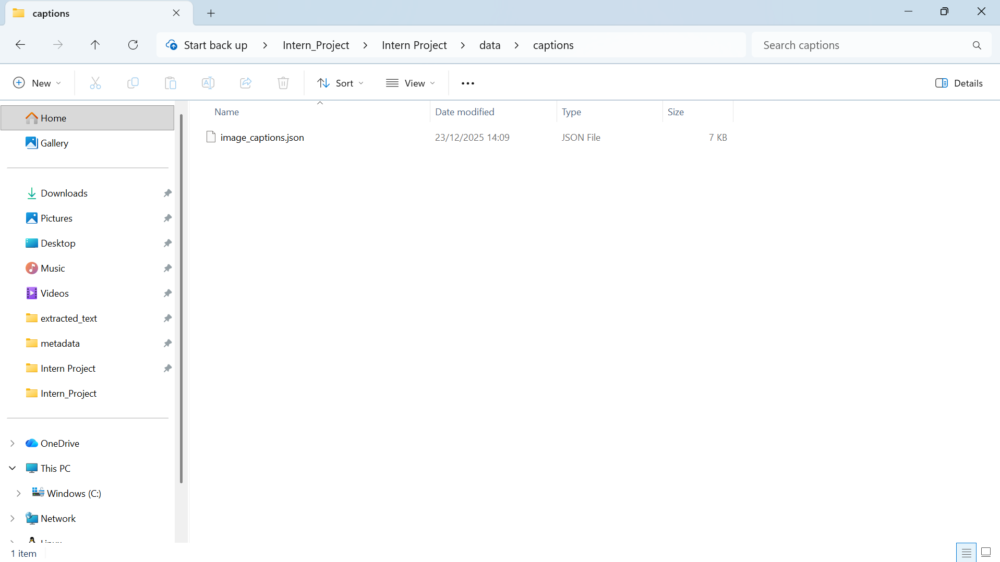 captions
Start back up > Intern_Project > Intern Project > data > captions
Search captions
New
Sort
View
Details
Name Date modified Type Size
image_captions.json 23/12/2025 14:09 JSON File 7 KB
Home
Gallery
Downloads
Pictures
Desktop
Music
Videos
extracted_text
metadata
Intern Project
Intern_Project
OneDrive
This PC
Windows (C:)
Network
1 item